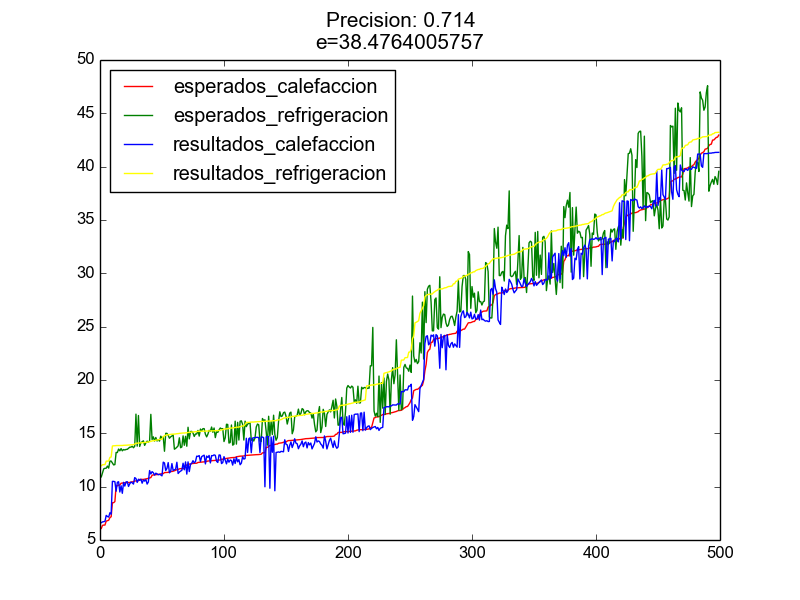 Precision: 0.714
e=38.4764005757
50
45
40
35
30
25
20
15
10
5
esperados_calefaccion
esperados_refrigeracion
resultados_calefaccion
resultados_refrigeracion
0
100
200
300
400
500